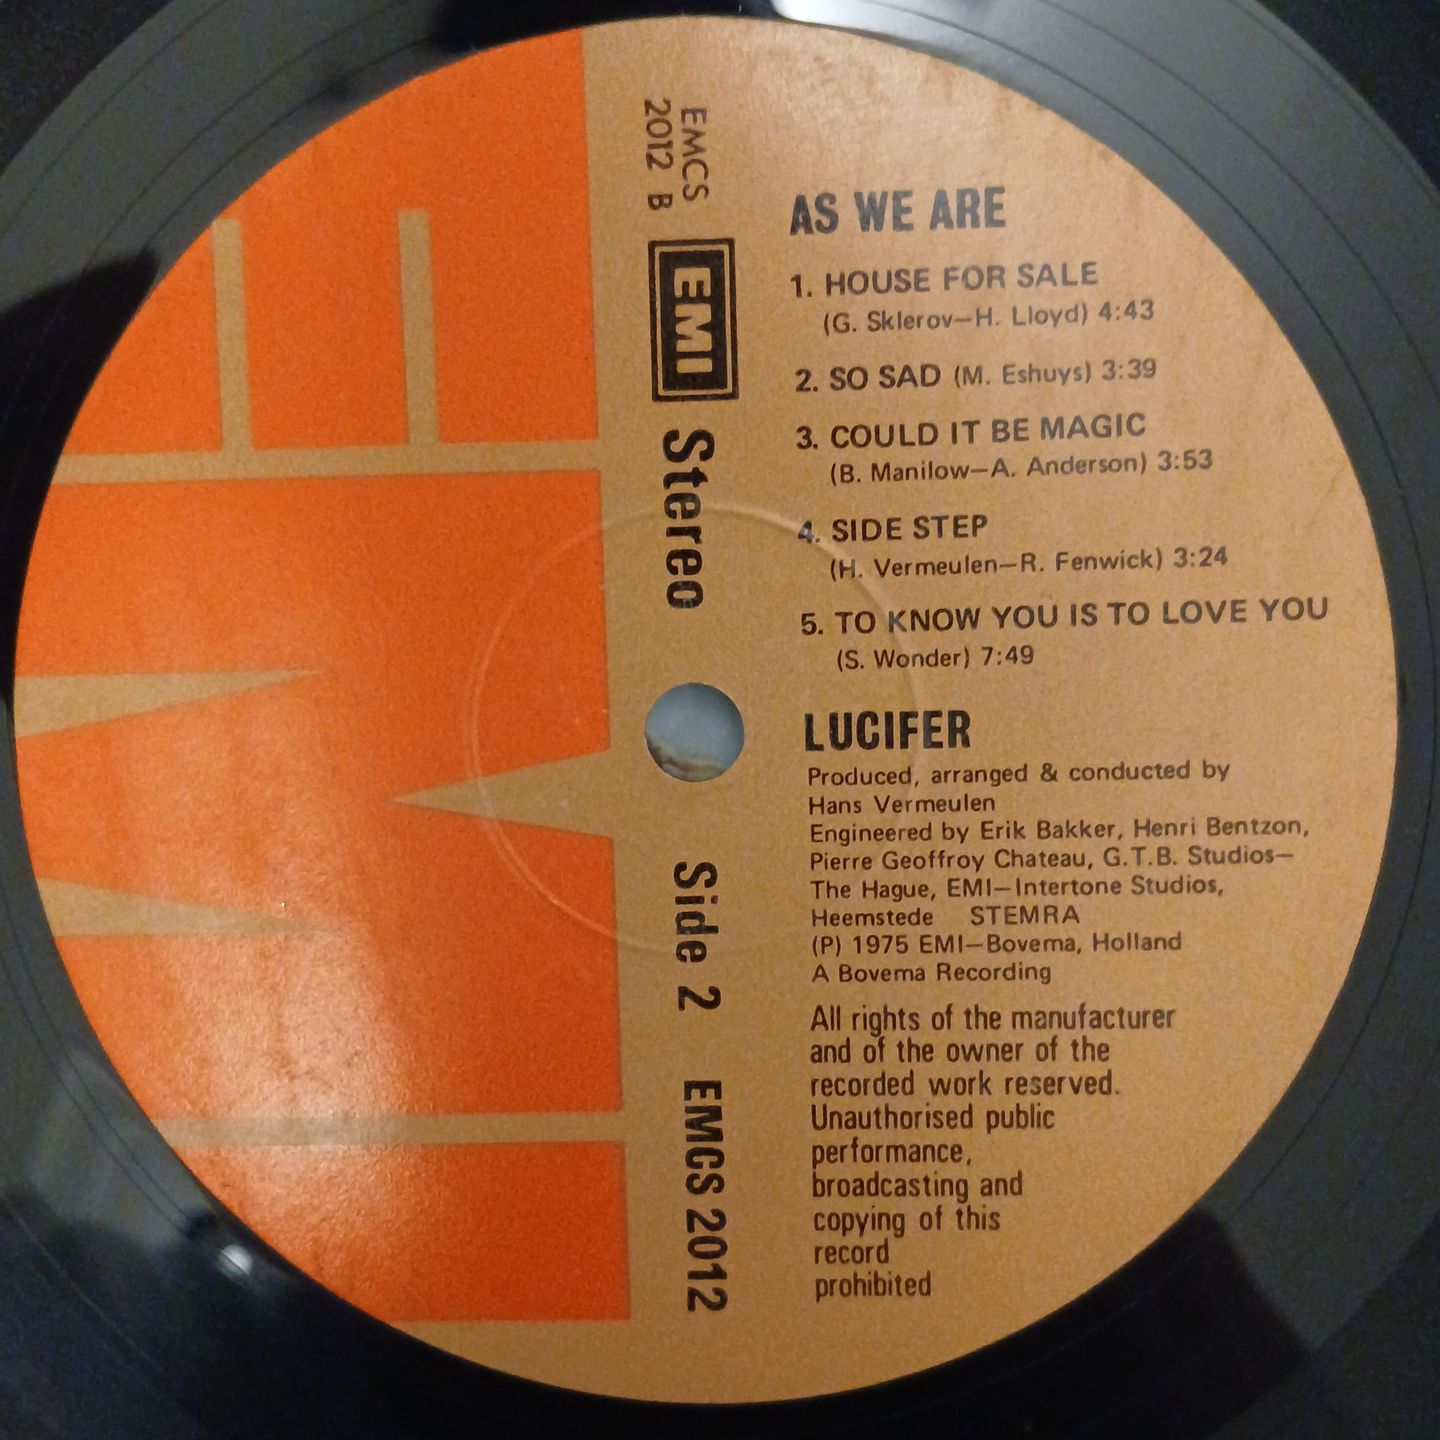 EMCS
2012 B
EMI
Stereo
Side 2
EMCS 2012
AS WE ARE
1. HOUSE FOR SALE
(G. Sklerov—H. Lloyd) 4:43
2. SO SAD (M. Eshuys) 3:39
3. COULD IT BE MAGIC
(B. Manilow—A. Anderson) 3:53
4. SIDE STEP
(H. Vermeulen—R. Fenwick) 3:24
5. TO KNOW YOU IS TO LOVE YOU
(S. Wonder) 7:49
LUCIFER
Produced, arranged & conducted by
Hans Vermeulen
Engineered by Erik Bakker, Henri Bentzon,
Pierre Geoffroy Chateau, G.T.B. Studios—
The Hague, EMI—Intertone Studios,
Heemstede STEMRA
(P) 1975 EMI—Bovema, Holland
A Bovema Recording
All rights of the manufacturer
and of the owner of the
recorded work reserved.
Unauthorised public
performance,
broadcasting and
copying of this
record
prohibited